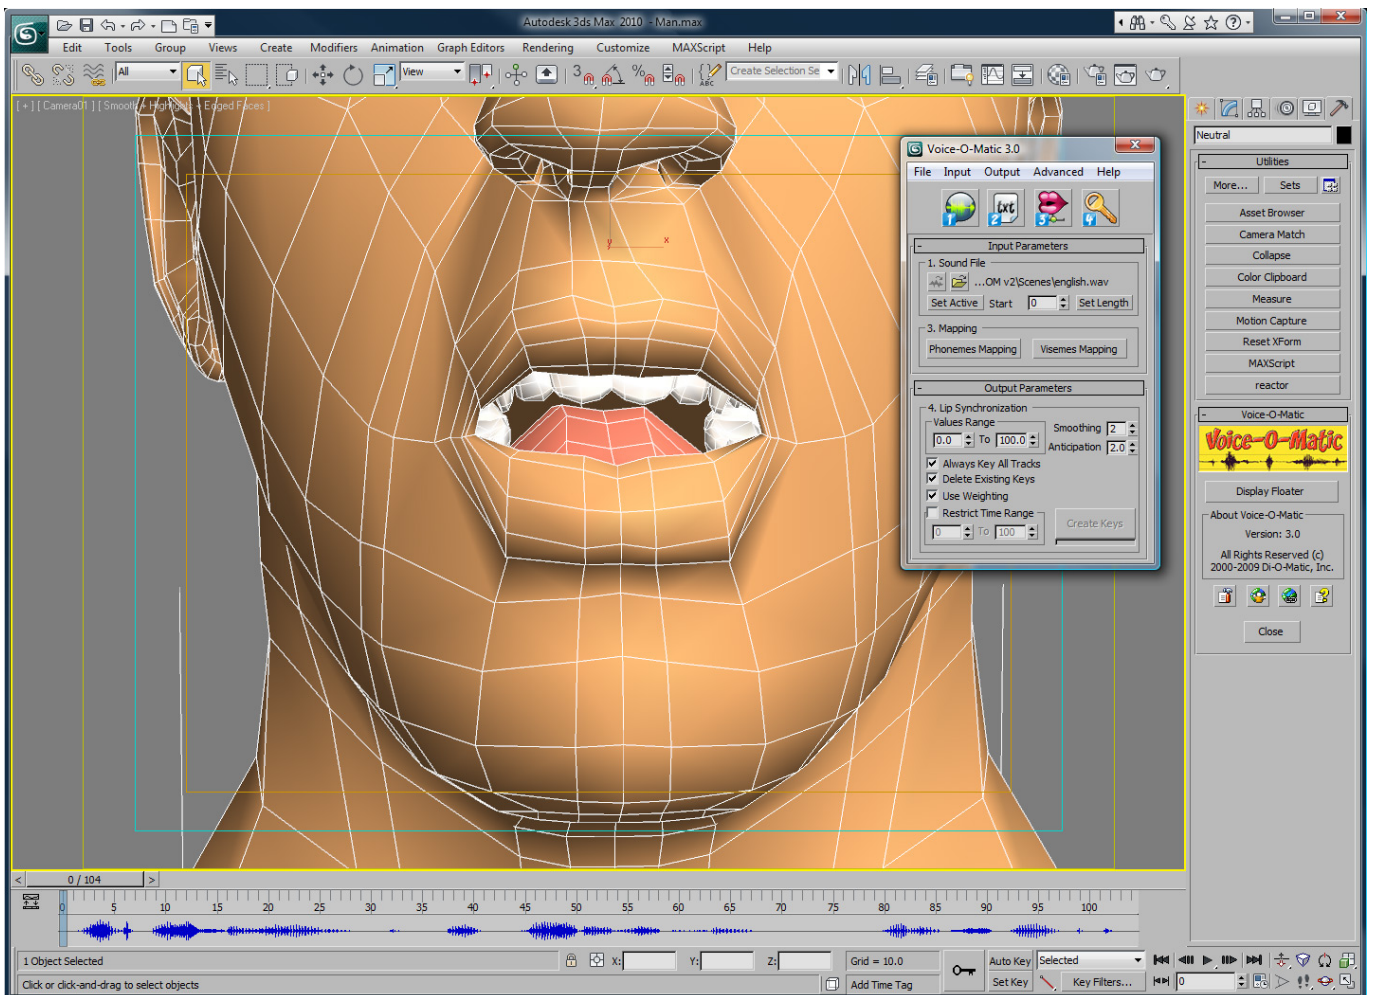 Autodesk 3ds Max 2010 - Man.max
Edit Tools Group Views Create Modifiers Animation Graph Editors Rendering Customize MAXScript Help
All View 3 % ABC Create Selection Se
[ + ] [ Camera01 ] [ Smooth + Highlights + Edged Faces ]
y x
Voice-O-Matic 3.0
File Input Output Advanced Help
1 txt 2 3 4
- Input Parameters
1. Sound File
...OM v2\Scenes\english.wav
Set Active Start 0 Set Length
3. Mapping
Phonemes Mapping Visemes Mapping
- Output Parameters
4. Lip Synchronization
Values Range
0.0 To 100.0
Smoothing 2
Anticipation 2.0
Always Key All Tracks
Delete Existing Keys
Use Weighting
Restrict Time Range
0 To 100
Create Keys
Neutral
- Utilities
More... Sets
Asset Browser
Camera Match
Collapse
Color Clipboard
Measure
Motion Capture
Reset XForm
MAXScript
reactor
- Voice-O-Matic
Voice-O-Matic
Display Floater
About Voice-O-Matic
Version: 3.0
All Rights Reserved (c)
2000-2009 Di-O-Matic, Inc.
Close
< 0 / 104 >
0 5 10 15 20 25 30 35 40 45 50 55 60 65 70 75 80 85 90 95 100
1 Object Selected X: Y: Z: Grid = 10.0 Auto Key Selected
Click or click-and-drag to select objects Add Time Tag Set Key Key Filters... 0